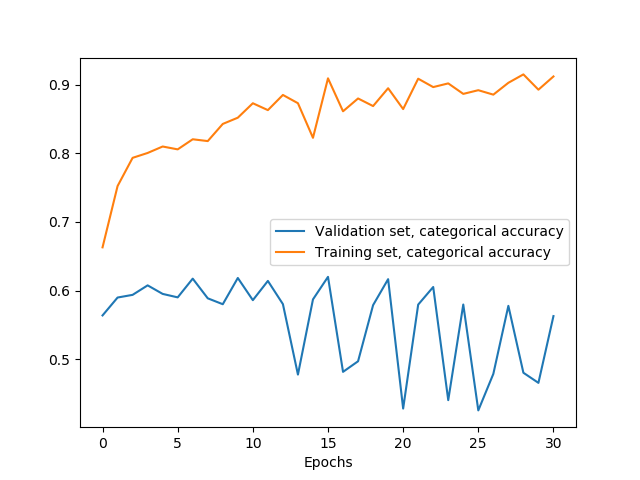 0.9
0.8
0.7
Validation set, categorical accuracy
Training set, categorical accuracy
0.6
0.5
0 5 10 15 20 25 30
Epochs